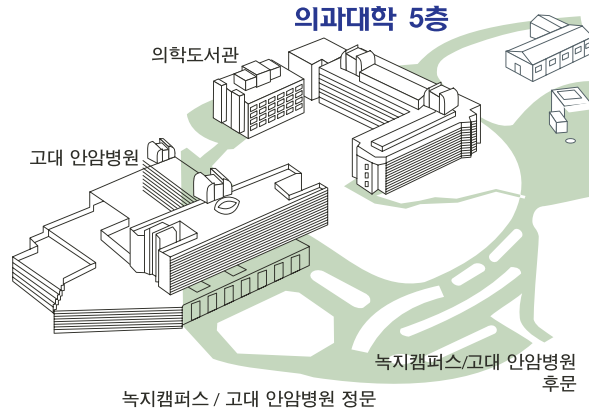 의과대학 5층
의학도서관
고대 안암병원
녹지캠퍼스/고대 안암병원
후문
녹지캠퍼스 / 고대 안암병원 정문